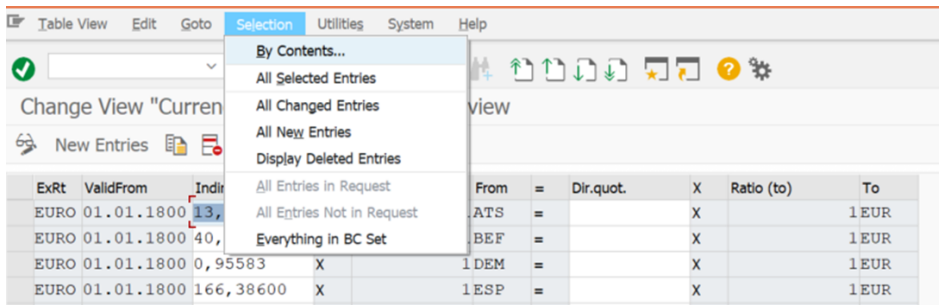 Table View Edit Goto Selection Utilities System Help
By Contents...
All Selected Entries
All Changed Entries
All New Entries
Display Deleted Entries
All Entries in Request
All Entries Not in Request
Everything in BC Set
Change View "Curren view
New Entries
ExRt ValidFrom Indir From = Dir.quot. X Ratio (to) To
EURO 01.01.1800 13, ATS = X 1 EUR
EURO 01.01.1800 40, BEF = X 1 EUR
EURO 01.01.1800 0,95583 X 1 DEM = X 1 EUR
EURO 01.01.1800 166,38600 X 1 ESP = X 1 EUR